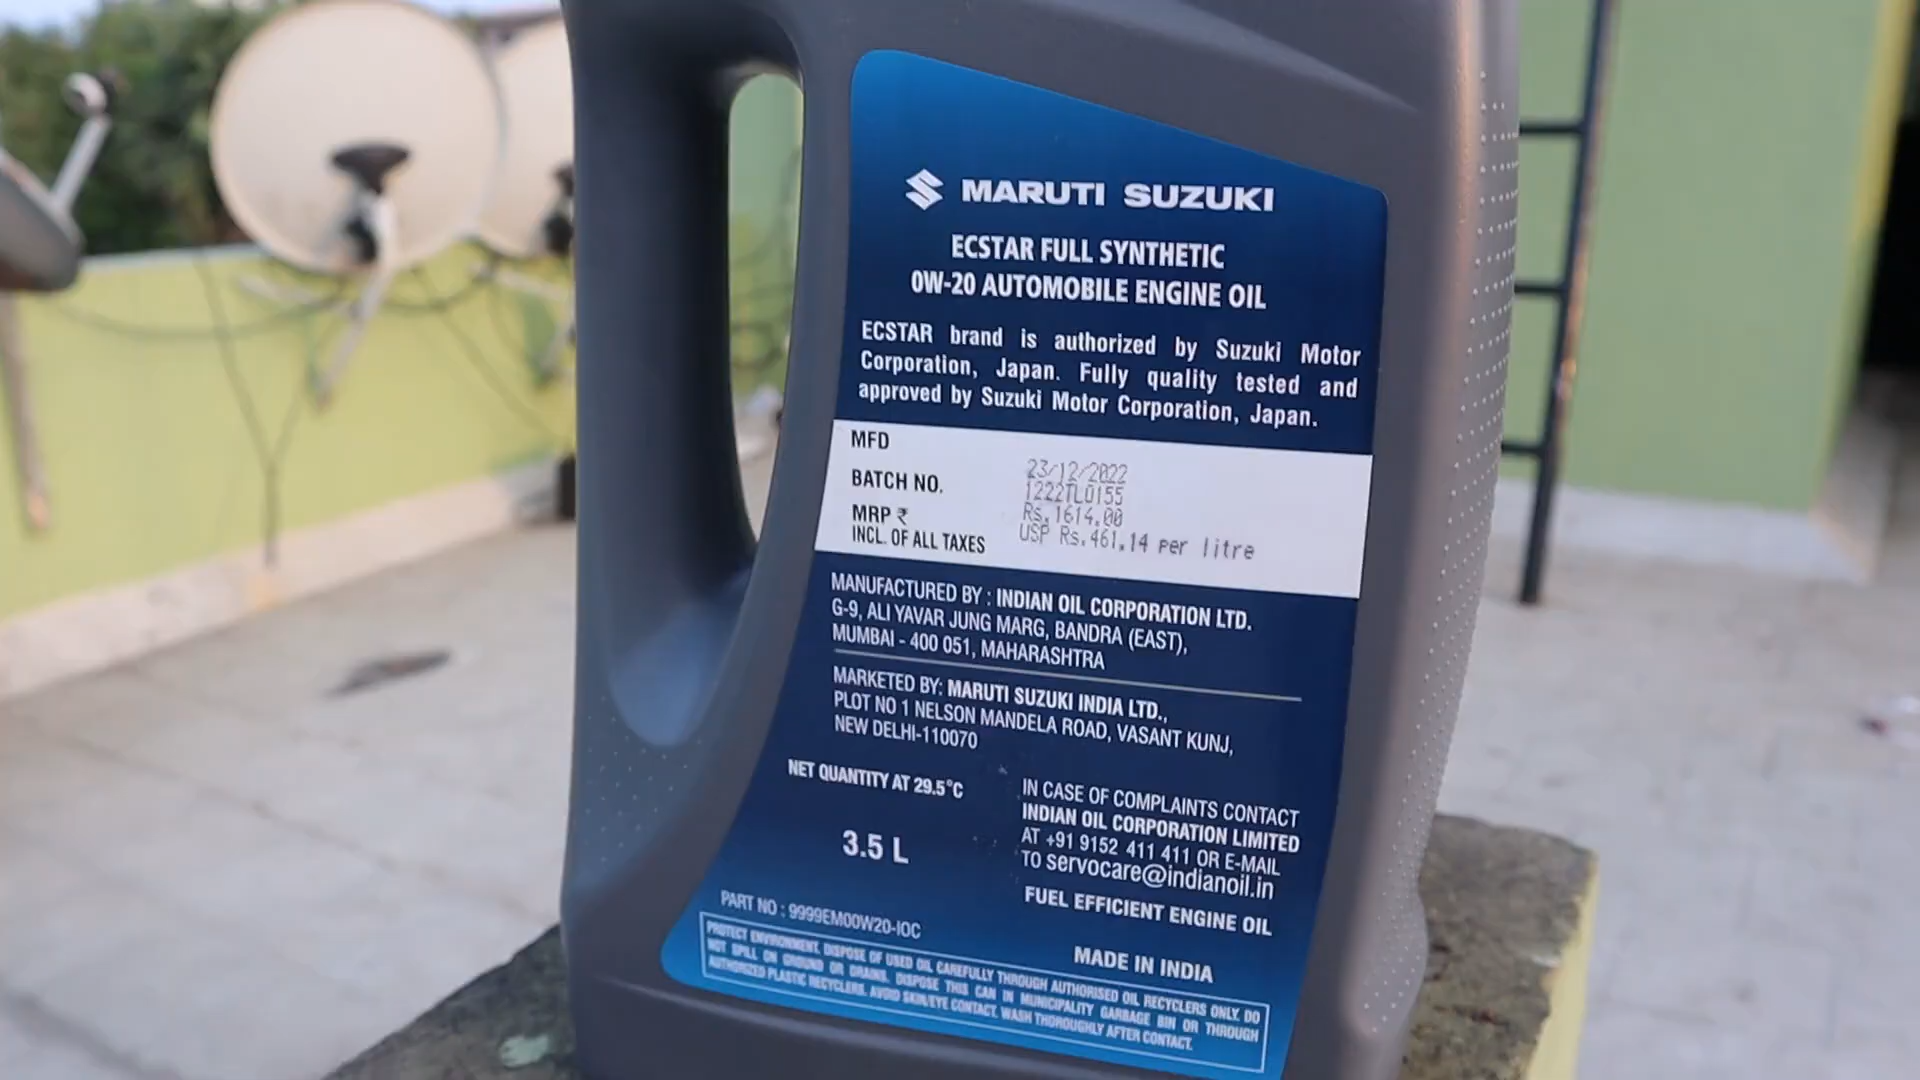 MARUTI SUZUKI
ECSTAR FULL SYNTHETIC
0W-20 AUTOMOBILE ENGINE OIL
ECSTAR brand is authorized by Suzuki Motor
Corporation, Japan. Fully quality tested and
approved by Suzuki Motor Corporation, Japan.
MFD 23/12/2022
BATCH NO. 1222TL0155
MRP ₹ Rs.1614.00
INCL. OF ALL TAXES USP Rs.461.14 per litre
MANUFACTURED BY : INDIAN OIL CORPORATION LTD.
G-9, ALI YAVAR JUNG MARG, BANDRA (EAST),
MUMBAI - 400 051, MAHARASHTRA
MARKETED BY: MARUTI SUZUKI INDIA LTD.,
PLOT NO 1 NELSON MANDELA ROAD, VASANT KUNJ,
NEW DELHI-110070
NET QUANTITY AT 29.5°C
3.5 L
IN CASE OF COMPLAINTS CONTACT
INDIAN OIL CORPORATION LIMITED
AT +91 9152 411 411 OR E-MAIL
TO servocare@indianoil.in
FUEL EFFICIENT ENGINE OIL
PART NO : 9999EM00W20-IOC
MADE IN INDIA
PROTECT ENVIRONMENT. DISPOSE OF USED OIL CAREFULLY THROUGH AUTHORISED OIL RECYCLERS ONLY. DO
NOT SPILL ON GROUND OR DRAINS. DISPOSE THIS CAN IN MUNICIPALITY GARBAGE BIN OR THROUGH
AUTHORIZED PLASTIC RECYCLERS. AVOID SKIN/EYE CONTACT. WASH THOROUGHLY AFTER CONTACT.